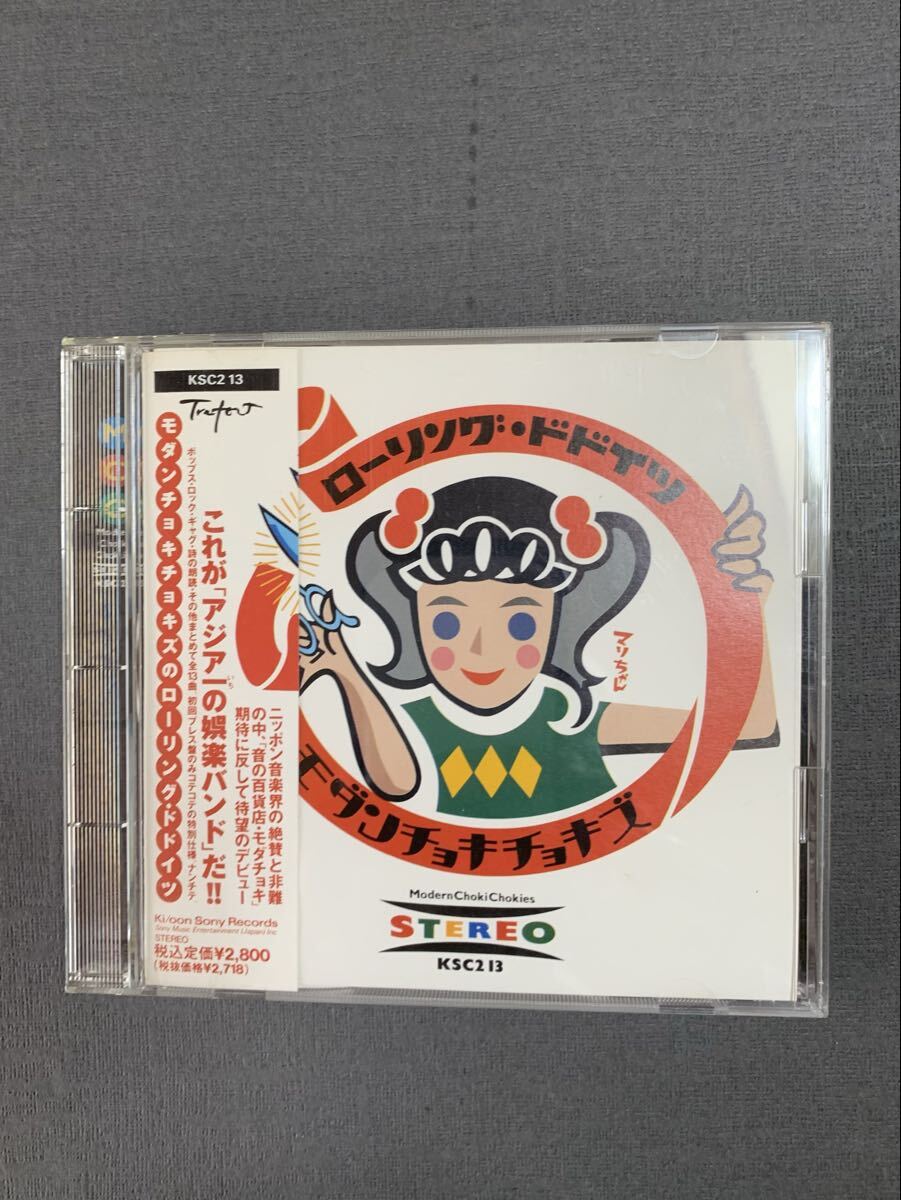 KSC2 13
モダンチョキチョキズのローリング・ドドイツ
ポップス・ロック・ギャグ・詩の朗読・その他まとめて全13曲 初回プレス盤のみコテコテの特別仕様 ナンチテ
これが「アジア一の娯楽バンド」だ!!
いち
ニッポン音楽界の絶賛と非難
の中、「音の百貨店・モダチョキ」
期待に反して待望のデビュー
Ki/oon Sony Records
Sony Music Entertainment (Japan) Inc
STEREO
税込定価¥2,800
(税抜価格¥2,718)
ローリング・ドドイツ
マリちゃん
モダンチョキチョキズ
ModernChokiChokies
STEREO
KSC2 13